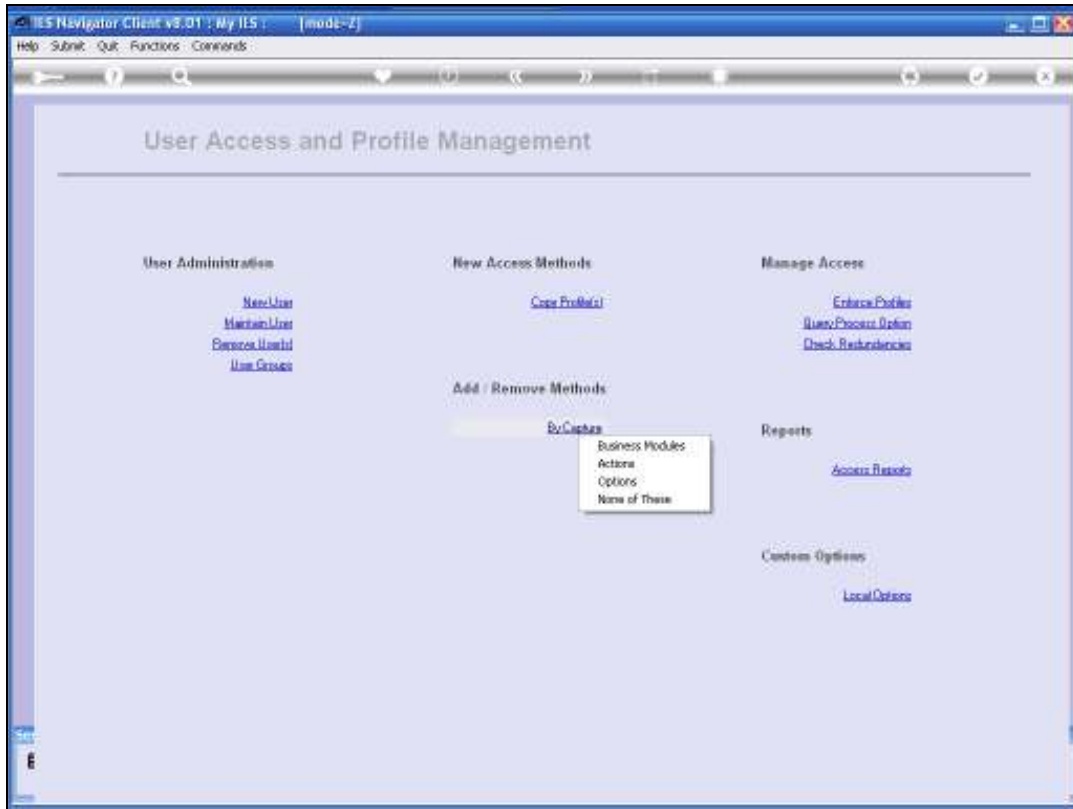 IES Navigator Client v8.01 : My IES : [mode-Z]
Help Submit Quit Functions Commands
User Access and Profile Management
User Administration
New User
Maintain User
Remove User(s)
User Groups
New Access Methods
Copy Profile(s)
Add / Remove Methods
By Capture
Business Modules
Actions
Options
None of These
Manage Access
Enforce Profiles
Query Process Option
Check Redundancies
Reports
Access Reports
Custom Options
Local Options